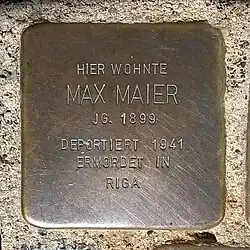 HIER WOHNTE
MAX MAIER
JG. 1899
DEPORTIERT 1941
ERMORDET IN
RIGA